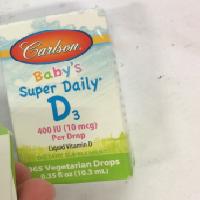 Carlson
Baby's
Super Daily®
D3
400 IU (10 mcg)
Per Drop
Liquid Vitamin D
365 Vegetarian Drops
0.35 fl oz (10.3 mL)